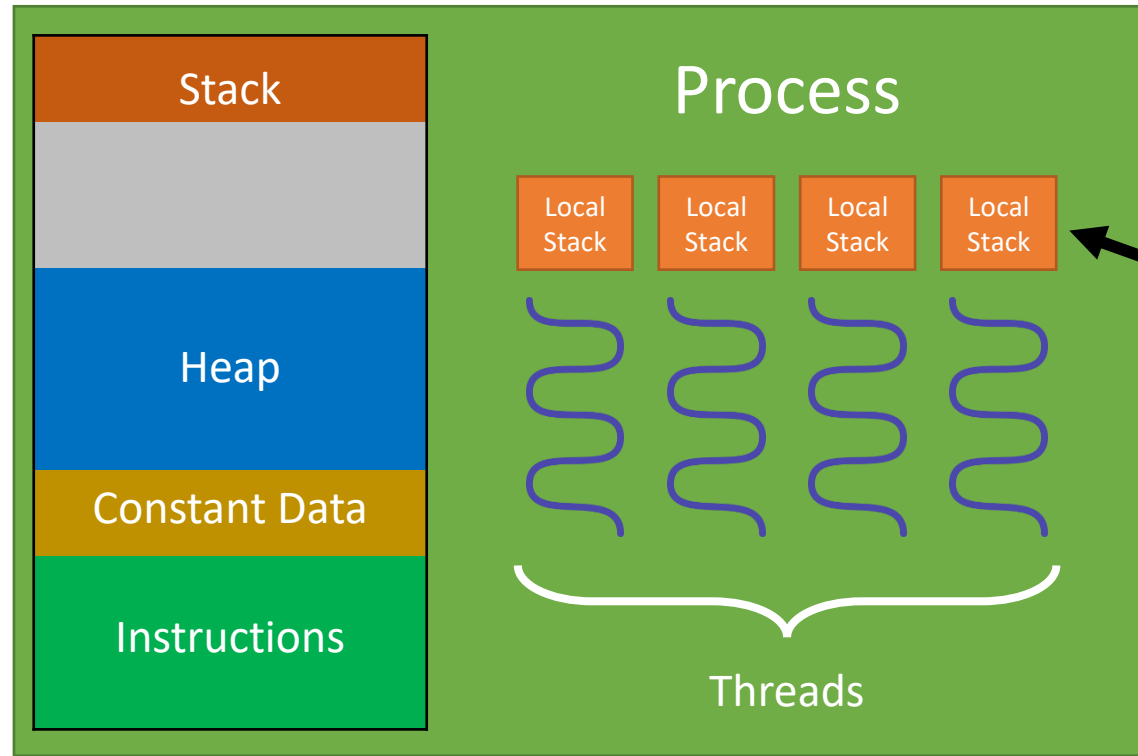 Stack
Heap
Constant Data
Instructions
Process
Local
Stack
Local
Stack
Local
Stack
Local
Stack
Threads